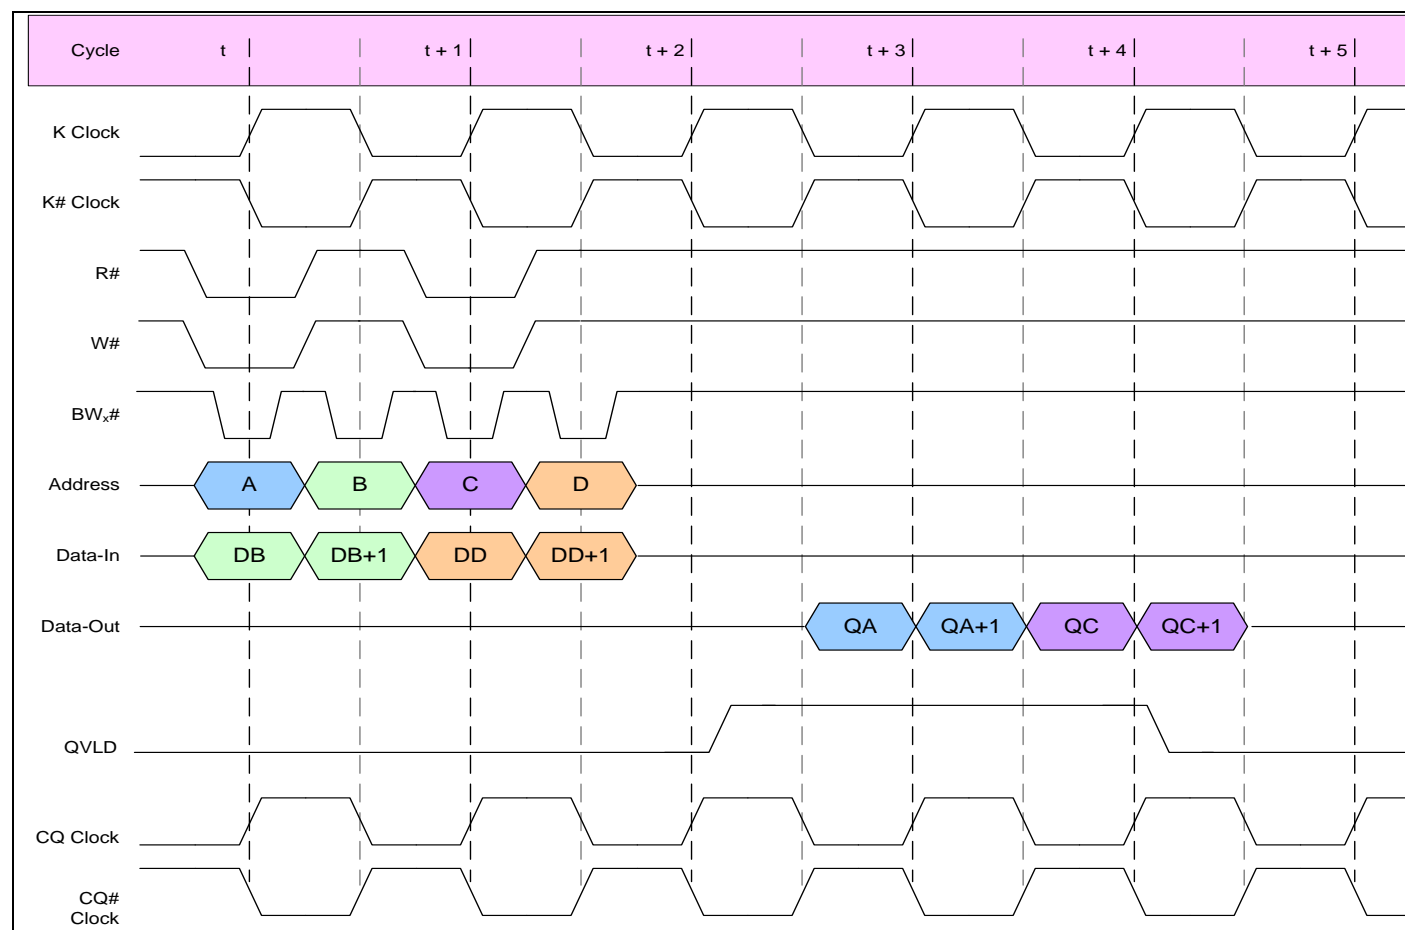 Cycle t t + 1 t + 2 t + 3 t + 4 t + 5
K Clock
K# Clock
R#
W#
BWₓ#
Address A B C D
Data-In DB DB+1 DD DD+1
Data-Out QA QA+1 QC QC+1
QVLD
CQ Clock
CQ#
Clock